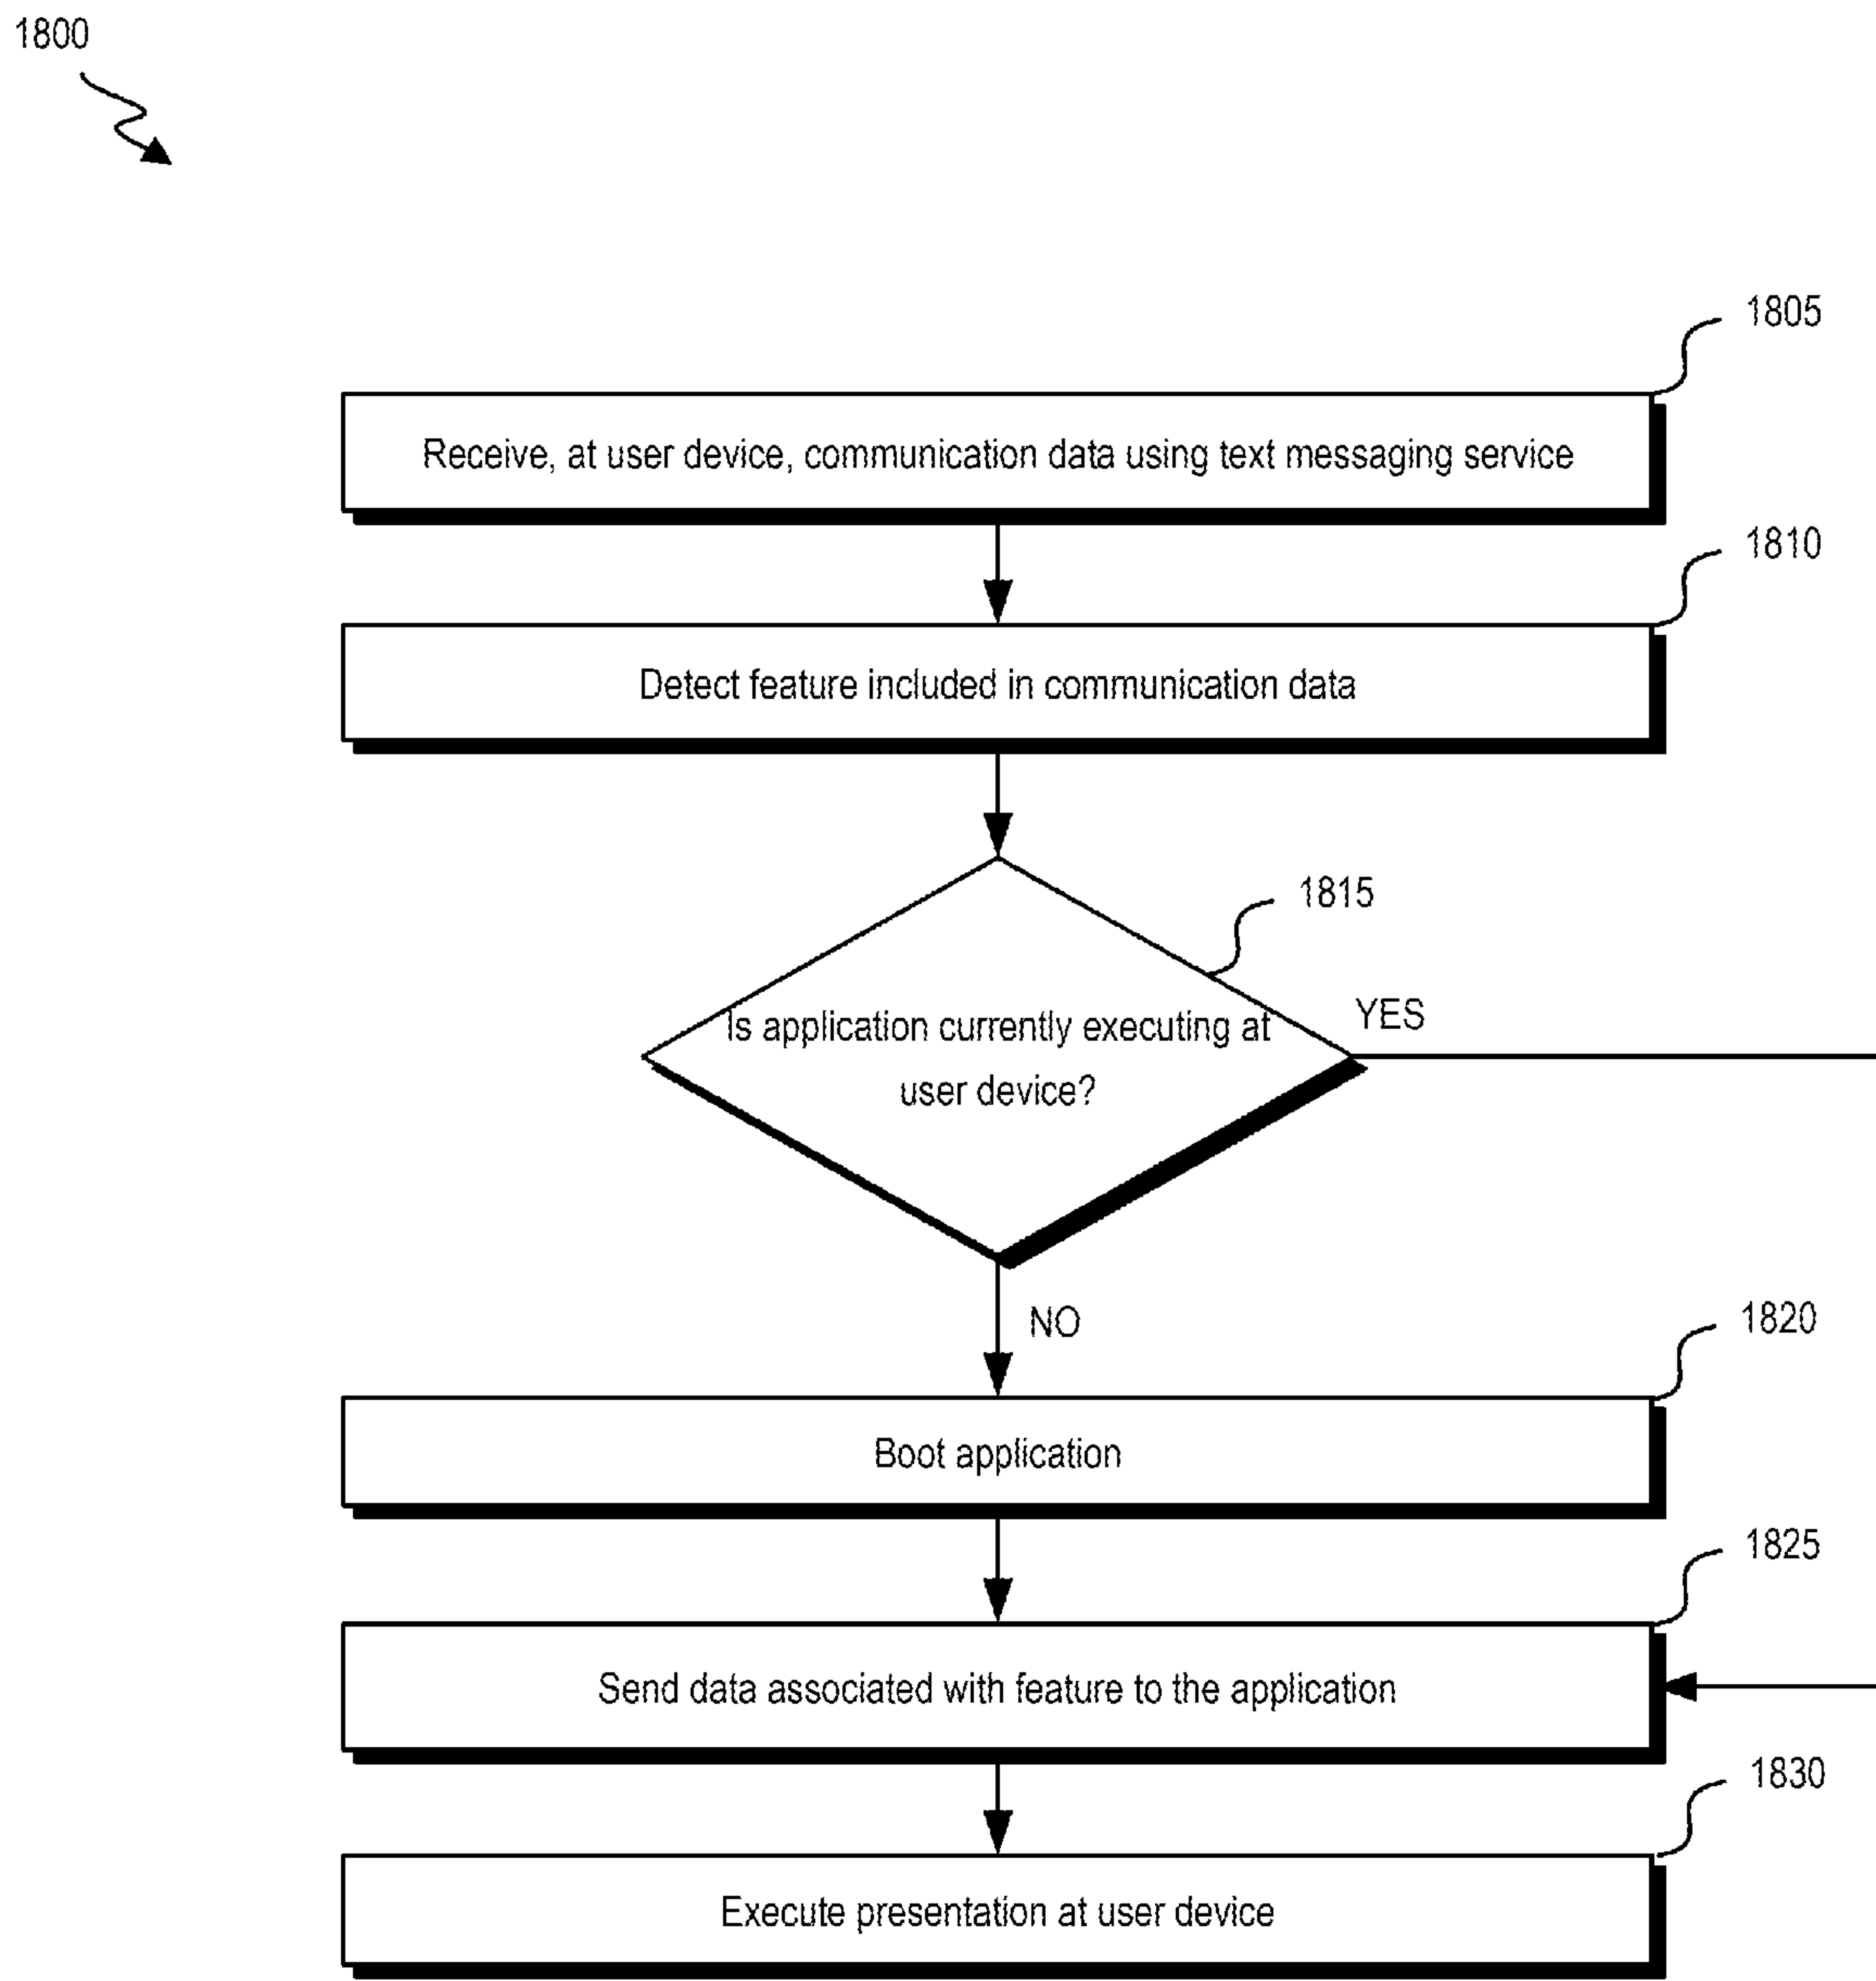 1800
1805
Receive, at user device, communication data using text messaging service
1810
Detect feature included in communication data
1815
Is application currently executing at
user device?
YES
NO
1820
Boot application
1825
Send data associated with feature to the application
1830
Execute presentation at user device